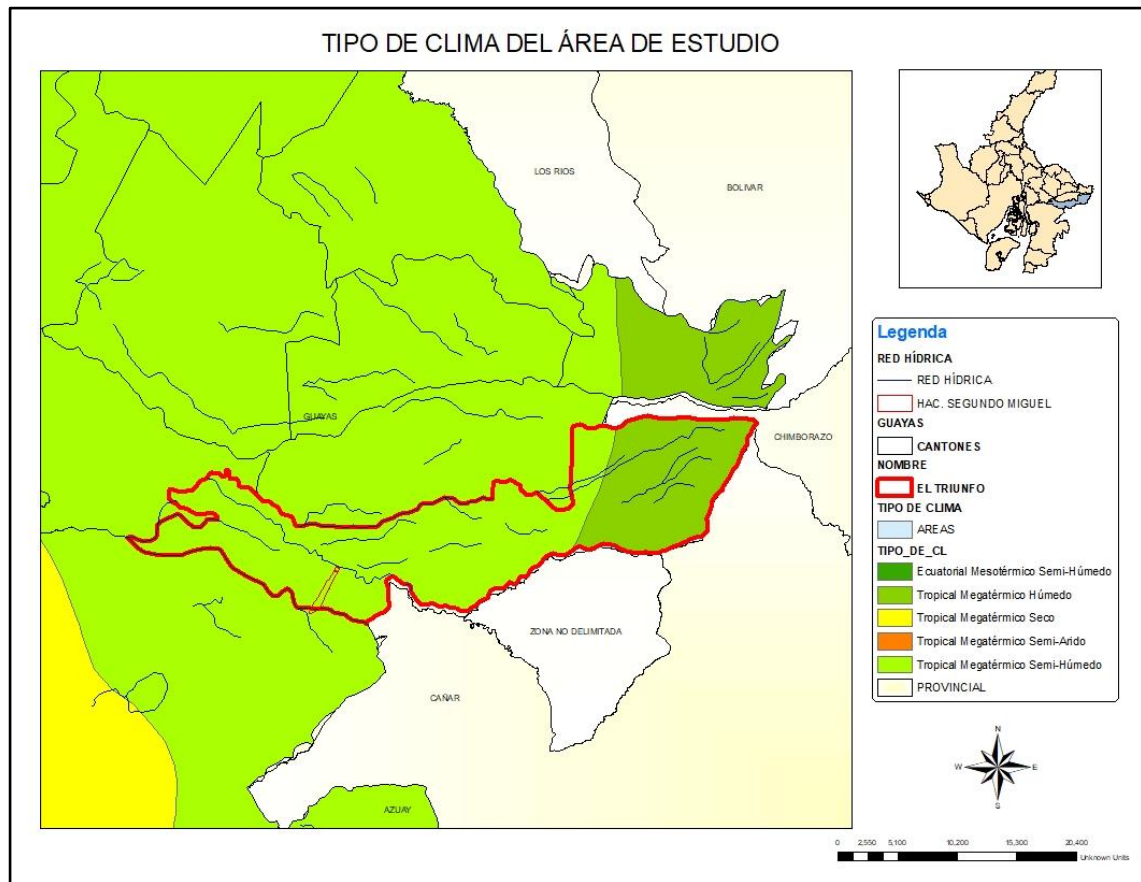 TIPO DE CLIMA DEL ÁREA DE ESTUDIO
LOS RIOS
BOLIVAR
GUAYAS
CHIMBORAZO
ZONA NO DELIMITADA
CAÑAR
AZUAY
Legenda
RED HÍDRICA
RED HÍDRICA
HAC. SEGUNDO MIGUEL
GUAYAS
CANTONES
NOMBRE
EL TRIUNFO
TIPO DE CLIMA
AREAS
TIPO_DE_CL
Ecuatorial Mesotérmico Semi-Húmedo
Tropical Megatérmico Húmedo
Tropical Megatérmico Seco
Tropical Megatérmico Semi-Arido
Tropical Megatérmico Semi-Húmedo
PROVINCIAL
N
W E
S
0 2,550 5,100 10,200 15,300 20,400
Unknown Units